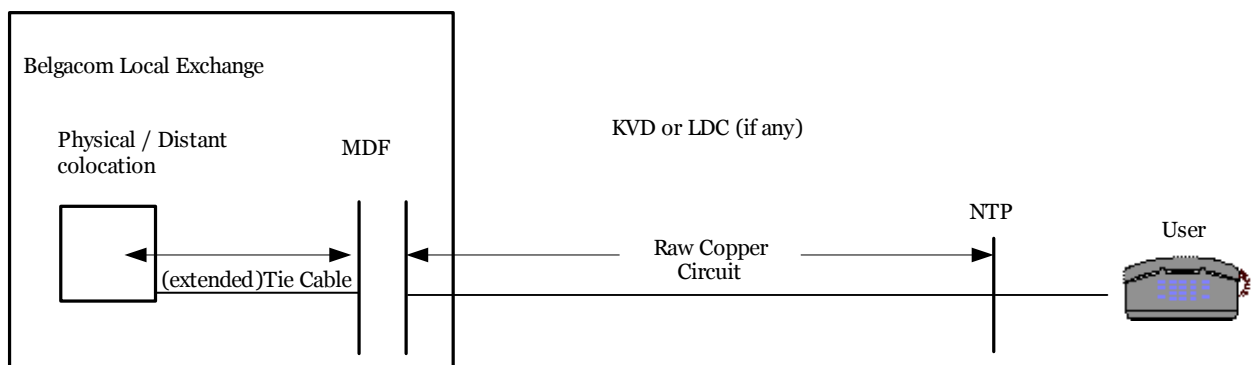 Belgacom Local Exchange
Physical / Distant
colocation
MDF
KVD or LDC (if any)
NTP
User
(extended)Tie Cable
Raw Copper
Circuit